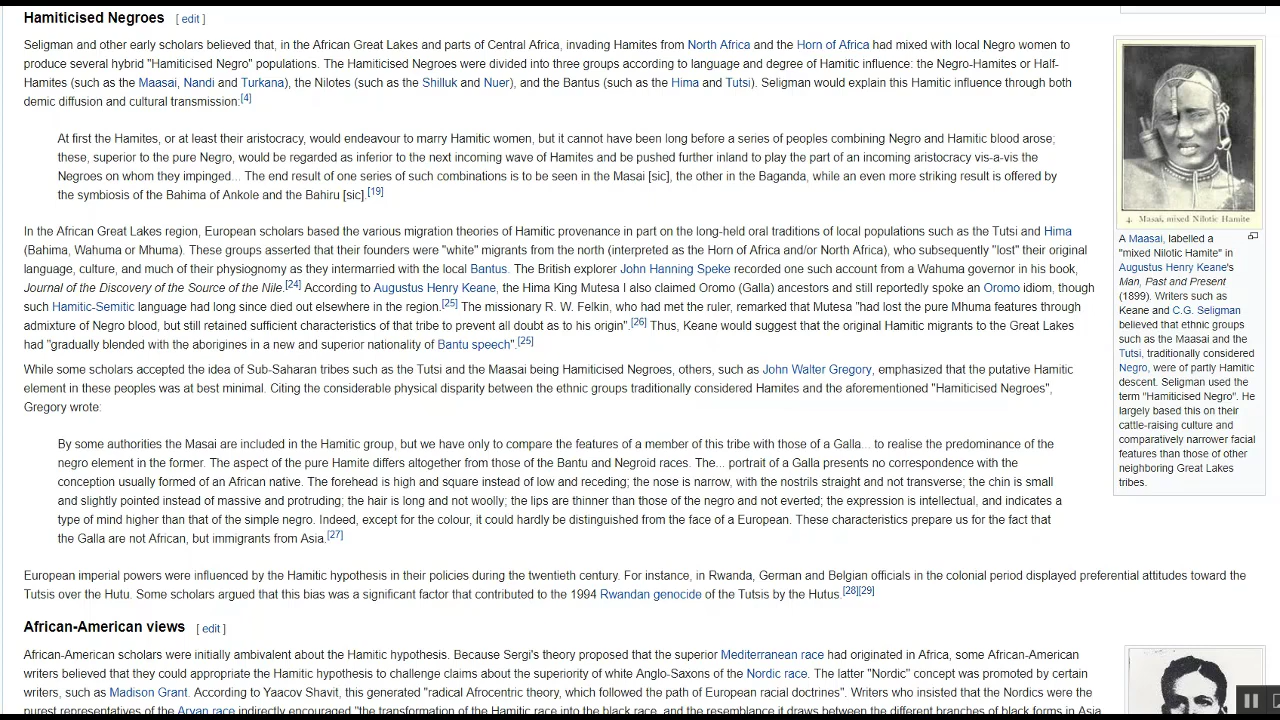 Hamiticised Negroes [ edit ]
Seligman and other early scholars believed that, in the African Great Lakes and parts of Central Africa, invading Hamites from North Africa and the Horn of Africa had mixed with local Negro women to
produce several hybrid "Hamiticised Negro" populations. The Hamiticised Negroes were divided into three groups according to language and degree of Hamitic influence: the Negro-Hamites or Half-
Hamites (such as the Maasai, Nandi and Turkana), the Nilotes (such as the Shilluk and Nuer), and the Bantus (such as the Hima and Tutsi). Seligman would explain this Hamitic influence through both
demic diffusion and cultural transmission:[4]
At first the Hamites, or at least their aristocracy, would endeavour to marry Hamitic women, but it cannot have been long before a series of peoples combining Negro and Hamitic blood arose;
these, superior to the pure Negro, would be regarded as inferior to the next incoming wave of Hamites and be pushed further inland to play the part of an incoming aristocracy vis-a-vis the
Negroes on whom they impinged... The end result of one series of such combinations is to be seen in the Masai [sic], the other in the Baganda, while an even more striking result is offered by
the symbiosis of the Bahima of Ankole and the Bahiru [sic].[19]
In the African Great Lakes region, European scholars based the various migration theories of Hamitic provenance in part on the long-held oral traditions of local populations such as the Tutsi and Hima
(Bahima, Wahuma or Mhuma). These groups asserted that their founders were "white" migrants from the north (interpreted as the Horn of Africa and/or North Africa), who subsequently "lost" their original
language, culture, and much of their physiognomy as they intermarried with the local Bantus. The British explorer John Hanning Speke recorded one such account from a Wahuma governor in his book,
Journal of the Discovery of the Source of the Nile.[24] According to Augustus Henry Keane, the Hima King Mutesa I also claimed Oromo (Galla) ancestors and still reportedly spoke an Oromo idiom, though
such Hamitic-Semitic language had long since died out elsewhere in the region.[25] The missionary R. W. Felkin, who had met the ruler, remarked that Mutesa "had lost the pure Mhuma features through
admixture of Negro blood, but still retained sufficient characteristics of that tribe to prevent all doubt as to his origin".[26] Thus, Keane would suggest that the original Hamitic migrants to the Great Lakes
had "gradually blended with the aborigines in a new and superior nationality of Bantu speech".[25]
While some scholars accepted the idea of Sub-Saharan tribes such as the Tutsi and the Maasai being Hamiticised Negroes, others, such as John Walter Gregory, emphasized that the putative Hamitic
element in these peoples was at best minimal. Citing the considerable physical disparity between the ethnic groups traditionally considered Hamites and the aforementioned "Hamiticised Negroes",
Gregory wrote:
By some authorities the Masai are included in the Hamitic group, but we have only to compare the features of a member of this tribe with those of a Galla... to realise the predominance of the
negro element in the former. The aspect of the pure Hamite differs altogether from those of the Bantu and Negroid races. The... portrait of a Galla presents no correspondence with the
conception usually formed of an African native. The forehead is high and square instead of low and receding; the nose is narrow, with the nostrils straight and not transverse; the chin is small
and slightly pointed instead of massive and protruding; the hair is long and not woolly; the lips are thinner than those of the negro and not everted; the expression is intellectual, and indicates a
type of mind higher than that of the simple negro. Indeed, except for the colour, it could hardly be distinguished from the face of a European. These characteristics prepare us for the fact that
the Galla are not African, but immigrants from Asia.[27]
European imperial powers were influenced by the Hamitic hypothesis in their policies during the twentieth century. For instance, in Rwanda, German and Belgian officials in the colonial period displayed preferential attitudes toward the
Tutsis over the Hutu. Some scholars argued that this bias was a significant factor that contributed to the 1994 Rwandan genocide of the Tutsis by the Hutus.[28][29]
African-American views [ edit ]
African-American scholars were initially ambivalent about the Hamitic hypothesis. Because Sergi's theory proposed that the superior Mediterranean race had originated in Africa, some African-American
writers believed that they could appropriate the Hamitic hypothesis to challenge claims about the superiority of white Anglo-Saxons of the Nordic race. The latter "Nordic" concept was promoted by certain
writers, such as Madison Grant. According to Yaacov Shavit, this generated "radical Afrocentric theory, which followed the path of European racial doctrines". Writers who insisted that the Nordics were the
purest representatives of the Aryan race indirectly encouraged "the transformation of the Hamitic race into the black race, and the resemblance it draws between the different branches of black forms in Asia
4. Masai, mixed Nilotic Hamite
A Maasai, labelled a
"mixed Nilotic Hamite" in
Augustus Henry Keane's
Man, Past and Present
(1899). Writers such as
Keane and C.G. Seligman
believed that ethnic groups
such as the Maasai and the
Tutsi, traditionally considered
Negro, were of partly Hamitic
descent. Seligman used the
term "Hamiticised Negro". He
largely based this on their
cattle-raising culture and
comparatively narrower facial
features than those of other
neighboring Great Lakes
tribes.